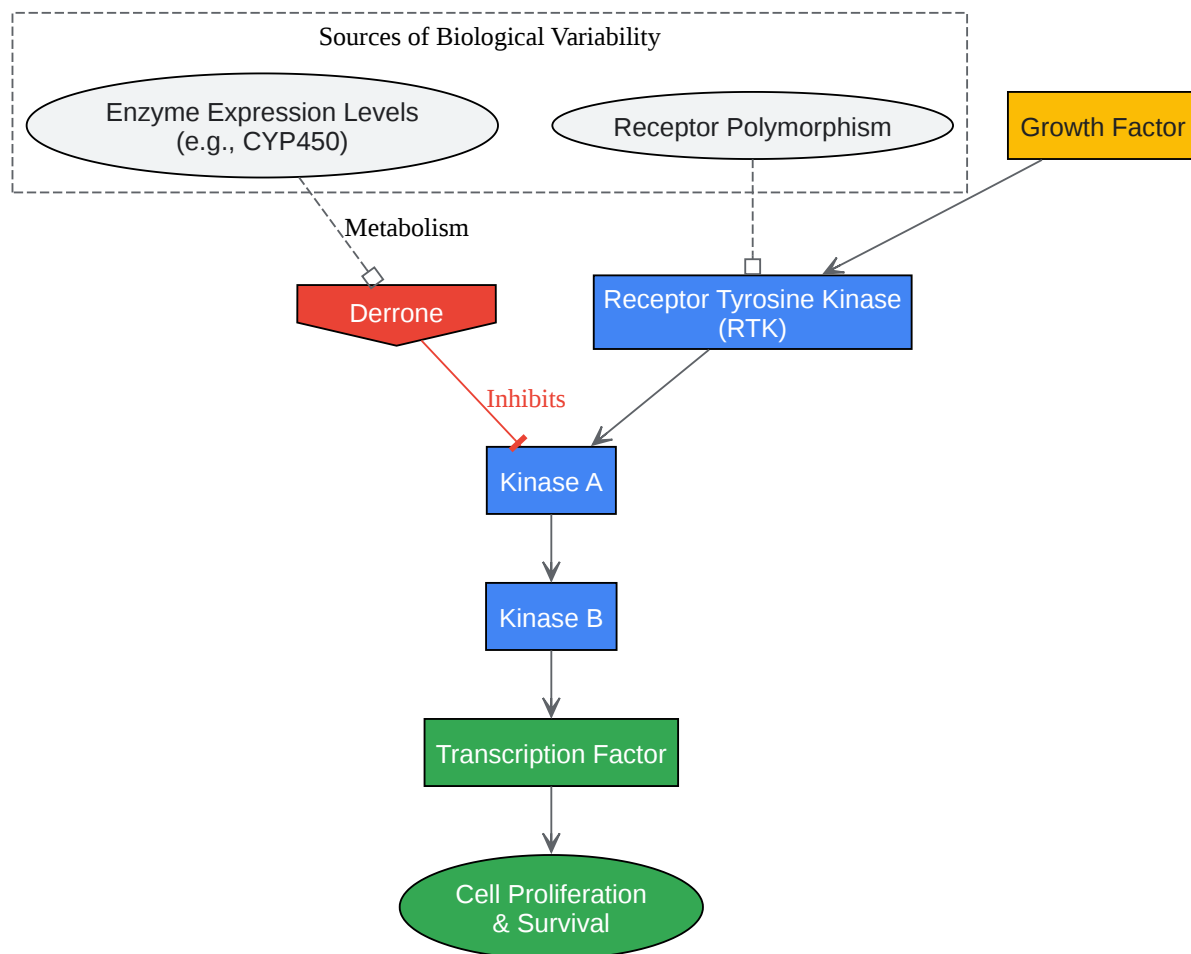 Sources of Biological Variability
Enzyme Expression Levels
(e.g., CYP450)
Receptor Polymorphism
Growth Factor
Metabolism
Derrone
Receptor Tyrosine Kinase
(RTK)
Inhibits
Kinase A
Kinase B
Transcription Factor
Cell Proliferation
& Survival